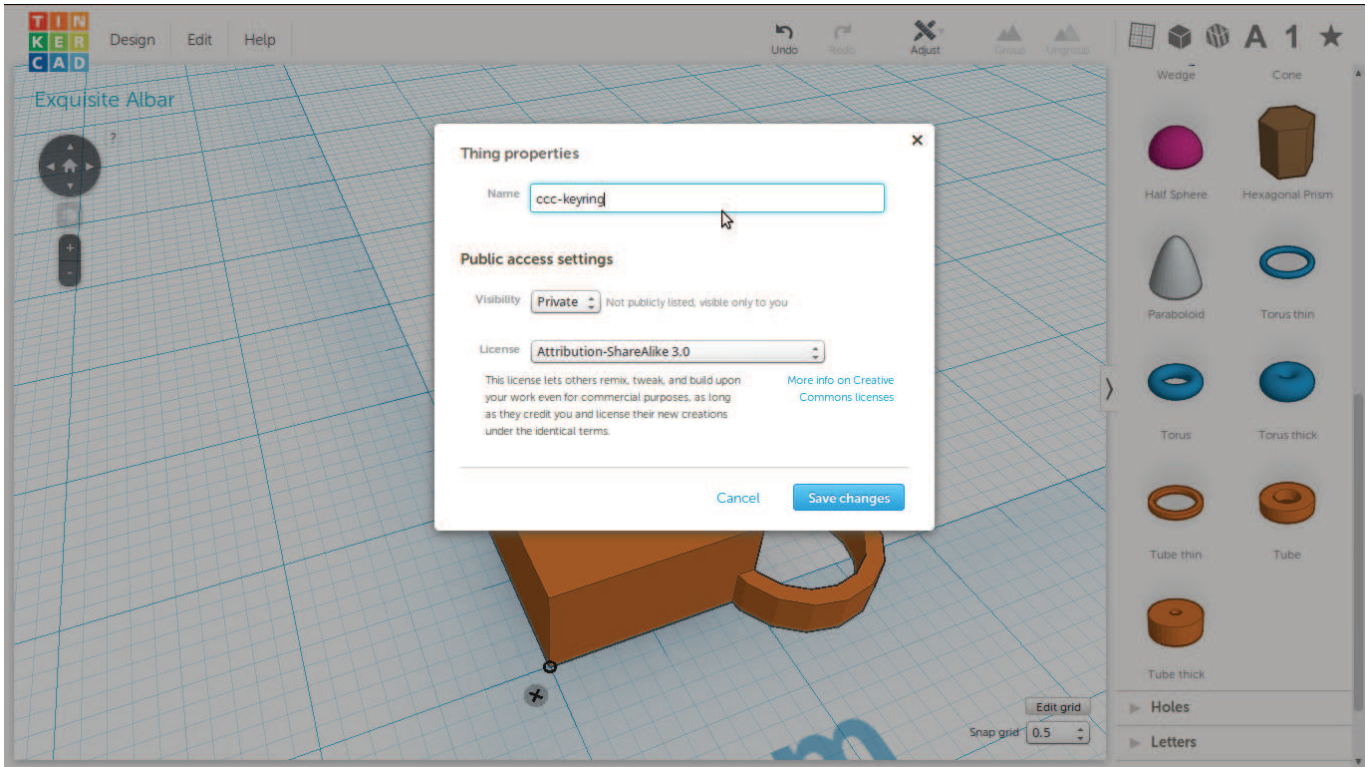 TIN
KER
CAD
Design
Edit
Help
Undo
Redo
Adjust
Group
Ungroup
A
1
Exquisite Albar
?
+
-
Thing properties
Name
ccc-keyring
Public access settings
Visibility
Private
Not publicly listed, visible only to you
License
Attribution-ShareAlike 3.0
This license lets others remix, tweak, and build upon
your work even for commercial purposes, as long
as they credit you and license their new creations
under the identical terms.
More info on Creative
Commons licenses
Cancel
Save changes
Wedge
Cone
Half Sphere
Hexagonal Prism
Paraboloid
Torus thin
Torus
Torus thick
Tube thin
Tube
Tube thick
Holes
Letters
Edit grid
Snap grid
0.5